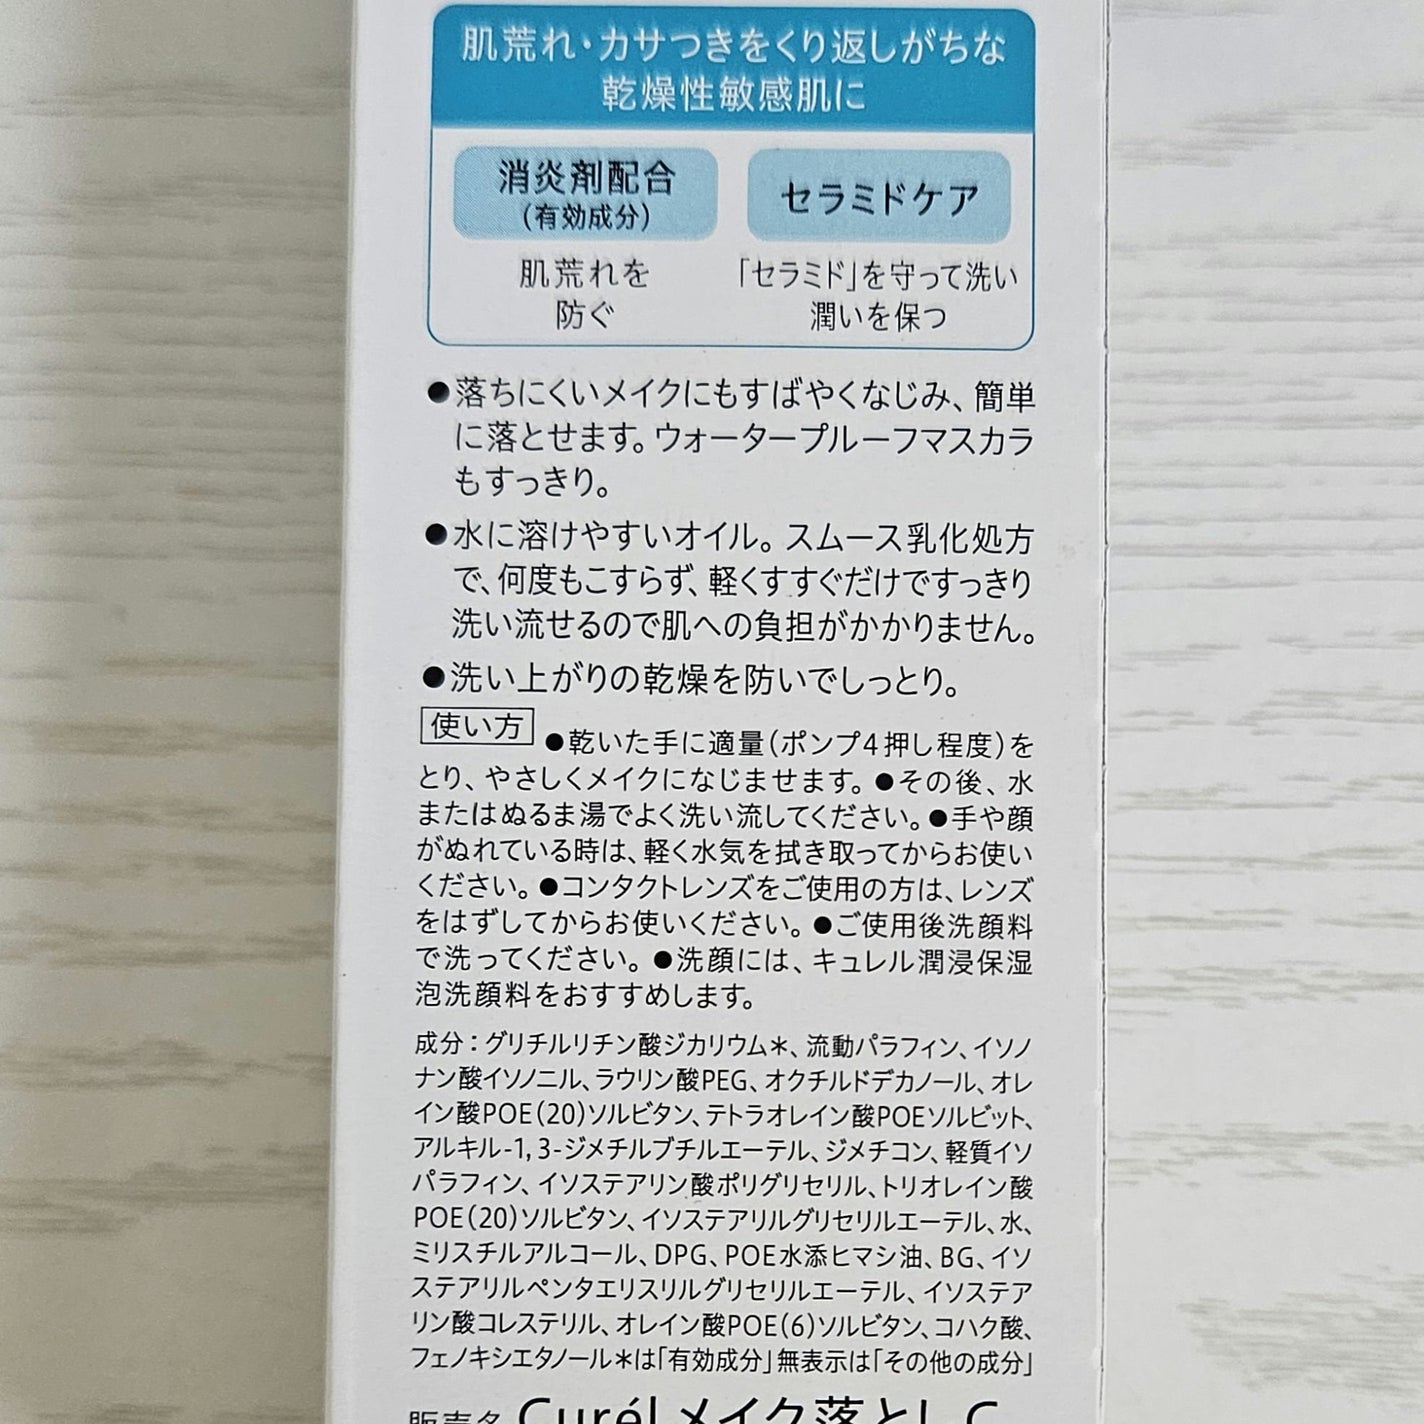 肌荒れ・カサつきをくり返しがちな
乾燥性敏感肌に
消炎剤配合
(有効成分)
肌荒れを
防ぐ
セラミドケア
「セラミド」を守って洗い
潤いを保つ
●落ちにくいメイクにもすばやくなじみ、簡単
に落とせます。ウォータープルーフマスカラ
もすっきり。
●水に溶けやすいオイル。スムース乳化処方
で、何度もこすらず、軽くすすぐだけですっきり
洗い流せるので肌への負担がかかりません。
●洗い上がりの乾燥を防いでしっとり。
使い方 ●乾いた手に適量(ポンプ4押し程度)を
とり、やさしくメイクになじませます。●その後、水
またはぬるま湯でよく洗い流してください。●手や顔
がぬれている時は、軽く水気を拭き取ってからお使い
ください。●コンタクトレンズをご使用の方は、レンズ
をはずしてからお使いください。●ご使用後洗顔料
で洗ってください。●洗顔には、キュレル潤浸保湿
泡洗顔料をおすすめします。
成分：グリチルリチン酸ジカリウム＊、流動パラフィン、イソノ
ナン酸イソノニル、ラウリン酸PEG、オクチルドデカノール、オレ
イン酸POE(20)ソルビタン、テトラオレイン酸POEソルビット、
アルキル-1,3-ジメチルブチルエーテル、ジメチコン、軽質イソ
パラフィン、イソステアリン酸ポリグリセリル、トリオレイン酸
POE(20)ソルビタン、イソステアリルグリセリルエーテル、水、
ミリスチルアルコール、DPG、POE水添ヒマシ油、BG、イソ
ステアリルペンタエリスリルグリセリルエーテル、イソステア
リン酸コレステリル、オレイン酸POE(6)ソルビタン、コハク酸、
フェノキシエタノール＊は「有効成分」無表示は「その他の成分」
販売名 Curél メイク落とし C